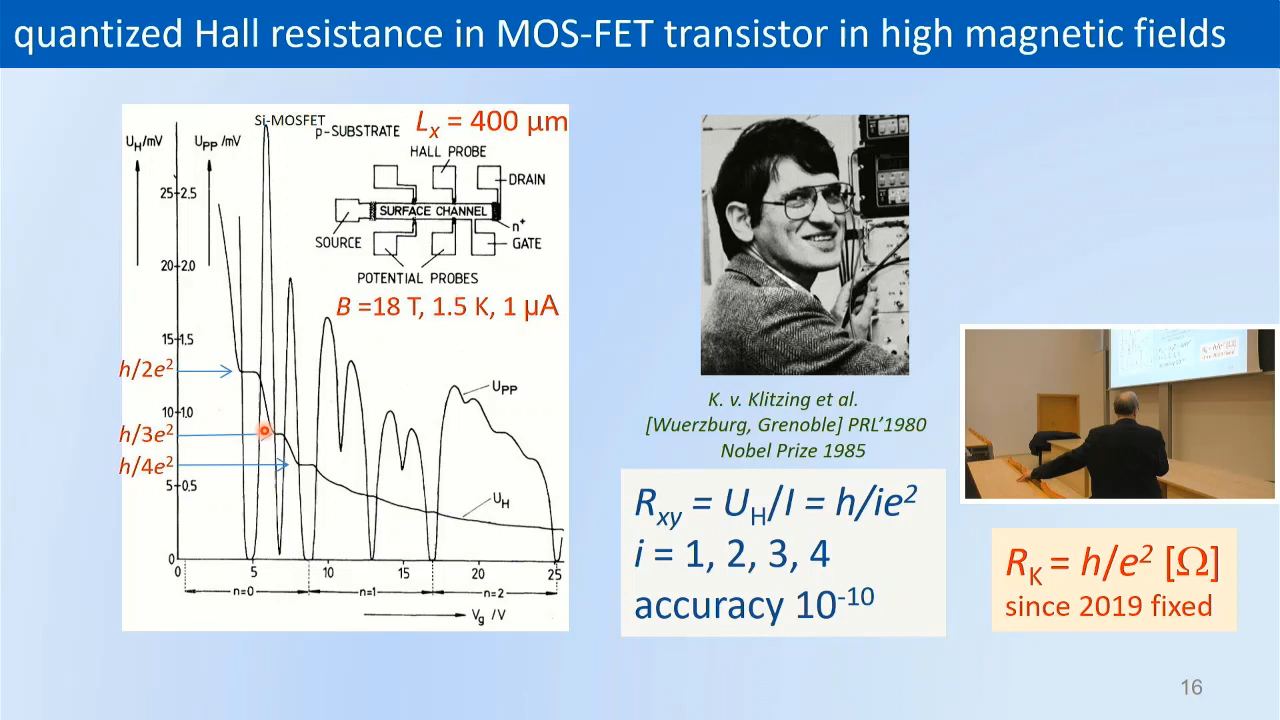 quantized Hall resistance in MOS-FET transistor in high magnetic fields
Si-MOSFET
p-SUBSTRATE
Lx = 400 μm
U_H/mV
U_PP/mV
HALL PROBE
DRAIN
SURFACE CHANNEL
n+
SOURCE
GATE
POTENTIAL PROBES
B =18 T, 1.5 K, 1 μA
25
2.5
20
2.0
15
1.5
10
1.0
5
0.5
0
h/2e²
h/3e²
h/4e²
U_PP
U_H
0
5
10
15
20
25
n=0
n=1
n=2
V_g / V
K. v. Klitzing et al.
[Wuerzburg, Grenoble] PRL'1980
Nobel Prize 1985
R_xy = U_H/I = h/ie²
i = 1, 2, 3, 4
accuracy 10⁻¹⁰
R_K = h/e² [Ω]
since 2019 fixed
16